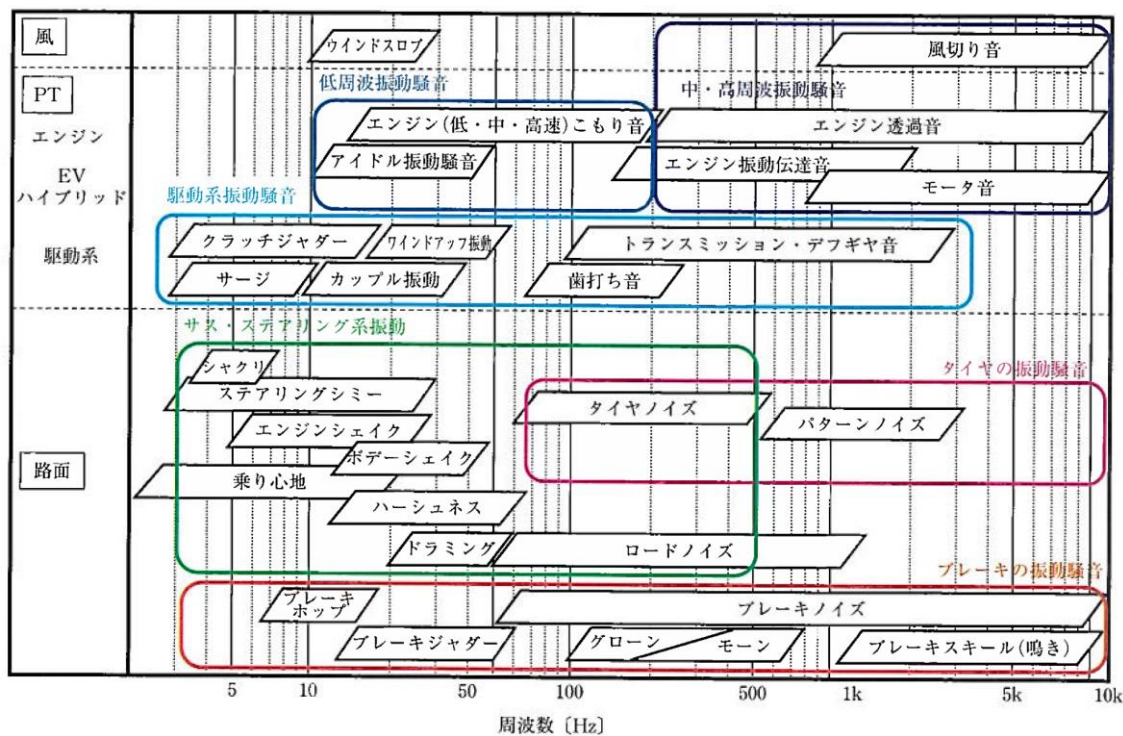 風
ウインドスロブ
風切り音
低周波振動騒音
中・高周波振動騒音
PT
エンジン
EV
ハイブリッド
エンジン(低・中・高速)こもり音
エンジン透過音
アイドル振動騒音
エンジン振動伝達音
モータ音
駆動系振動騒音
駆動系
クラッチジャダー
ワインドアップ振動
トランスミッション・デフギヤ音
サージ
カップル振動
歯打ち音
サス・ステアリング系振動
タイヤの振動騒音
路面
シャクリ
ステアリングシミー
タイヤノイズ
パターンノイズ
エンジンシェイク
ボデーシェイク
乗り心地
ハーシュネス
ドラミング
ロードノイズ
ブレーキの振動騒音
ブレーキ
ホップ
ブレーキノイズ
ブレーキジャダー
グローン
モーン
ブレーキスキール(鳴き)
5 10 50 100 500 1k 5k 10k
周波数〔Hz〕